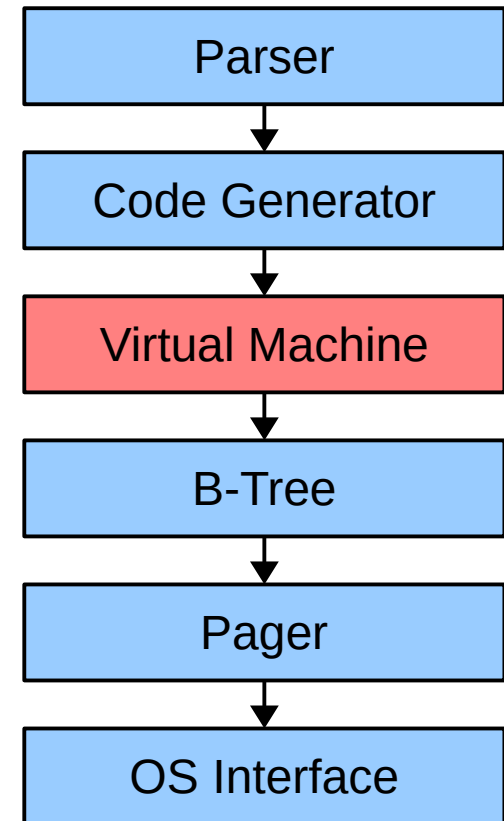 Parser
Code Generator
Virtual Machine
B-Tree
Pager
OS Interface